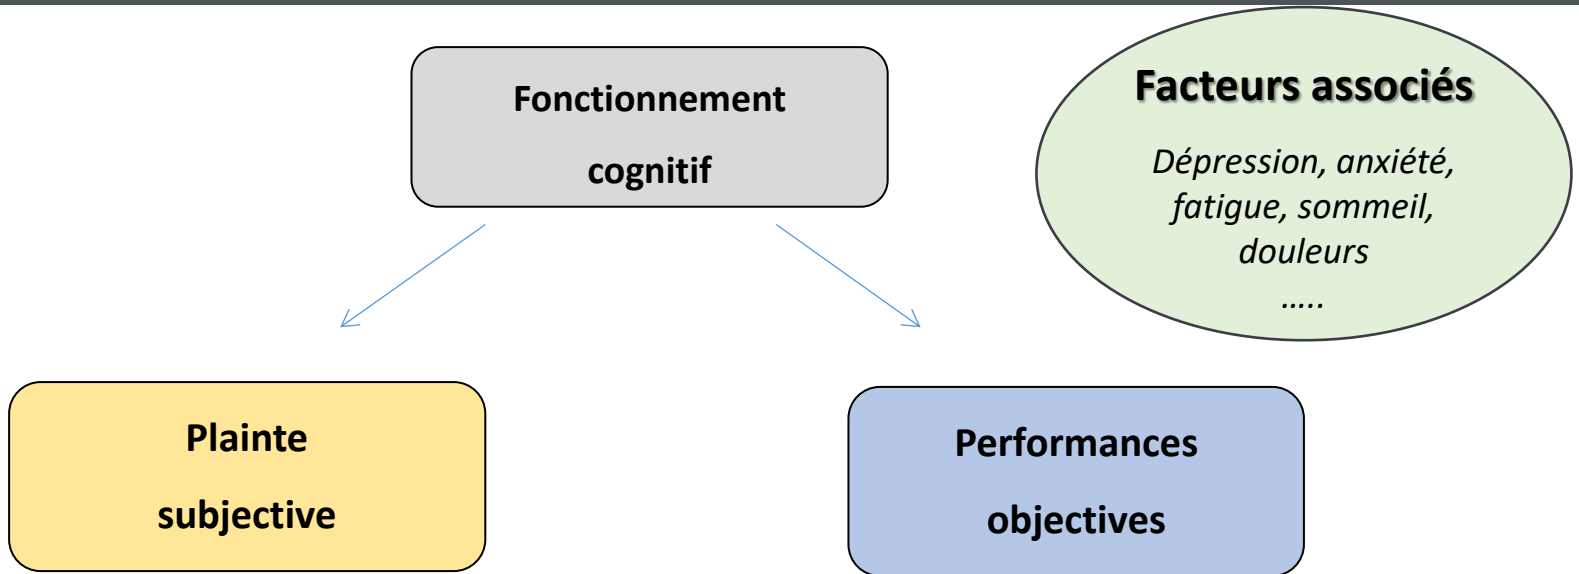 Fonctionnement
cognitif
Facteurs associés
Dépression, anxiété,
fatigue, sommeil,
douleurs
.....
Plainte
subjective
Performances
objectives